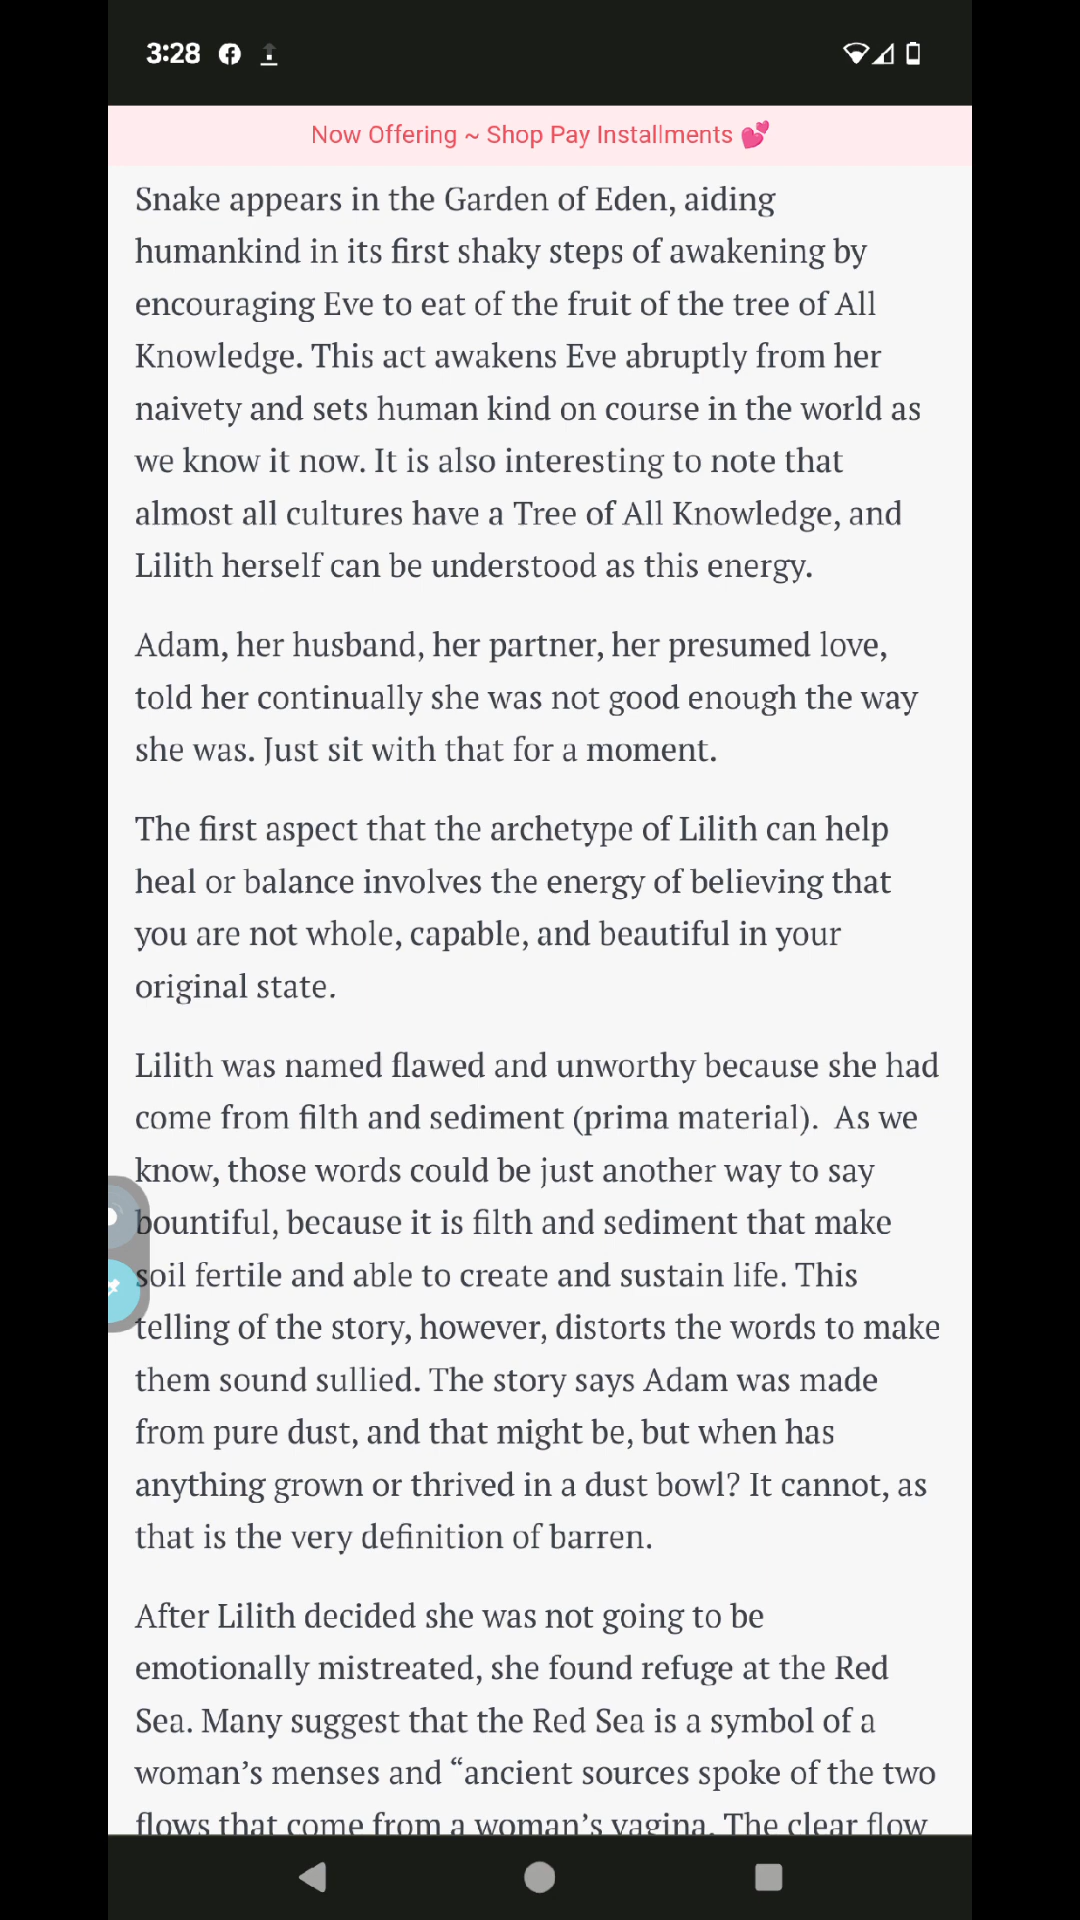 3:28
Now Offering ~ Shop Pay Installments 💕
Snake appears in the Garden of Eden, aiding
humankind in its first shaky steps of awakening by
encouraging Eve to eat of the fruit of the tree of All
Knowledge. This act awakens Eve abruptly from her
naivety and sets human kind on course in the world as
we know it now. It is also interesting to note that
almost all cultures have a Tree of All Knowledge, and
Lilith herself can be understood as this energy.
Adam, her husband, her partner, her presumed love,
told her continually she was not good enough the way
she was. Just sit with that for a moment.
The first aspect that the archetype of Lilith can help
heal or balance involves the energy of believing that
you are not whole, capable, and beautiful in your
original state.
Lilith was named flawed and unworthy because she had
come from filth and sediment (prima material).  As we
know, those words could be just another way to say
bountiful, because it is filth and sediment that make
soil fertile and able to create and sustain life. This
telling of the story, however, distorts the words to make
them sound sullied. The story says Adam was made
from pure dust, and that might be, but when has
anything grown or thrived in a dust bowl? It cannot, as
that is the very definition of barren.
After Lilith decided she was not going to be
emotionally mistreated, she found refuge at the Red
Sea. Many suggest that the Red Sea is a symbol of a
woman’s menses and “ancient sources spoke of the two
flows that come from a woman’s vagina. The clear flow